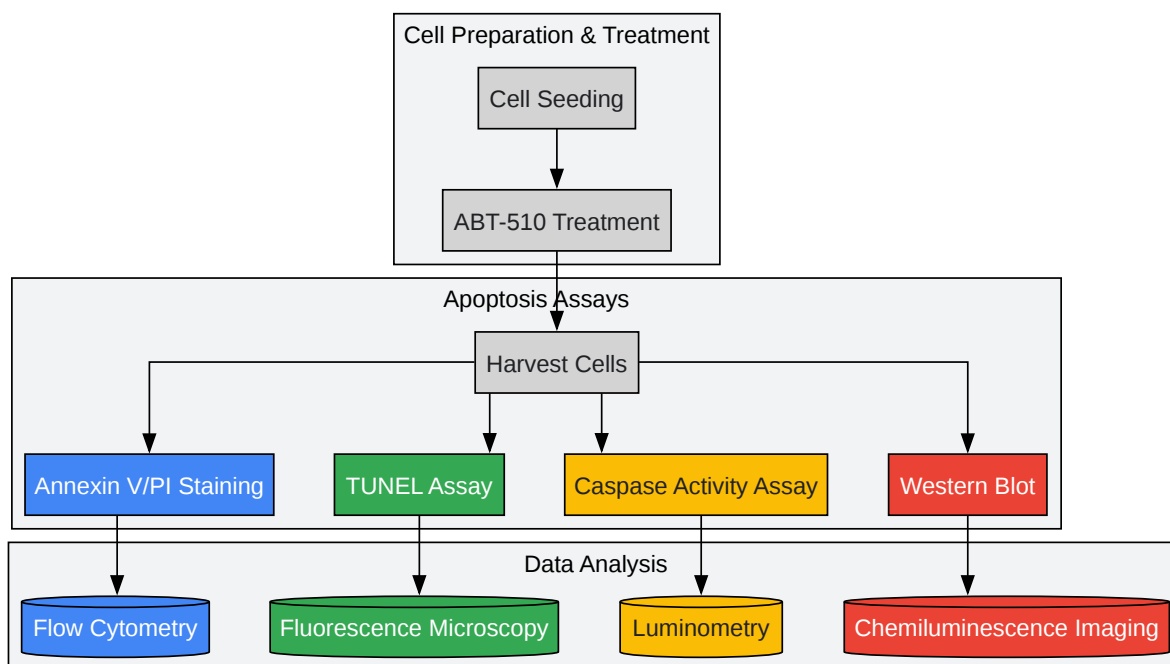 Cell Preparation & Treatment
Cell Seeding
ABT-510 Treatment
Apoptosis Assays
Harvest Cells
Annexin V/PI Staining
TUNEL Assay
Caspase Activity Assay
Western Blot
Data Analysis
Flow Cytometry
Fluorescence Microscopy
Luminometry
Chemiluminescence Imaging